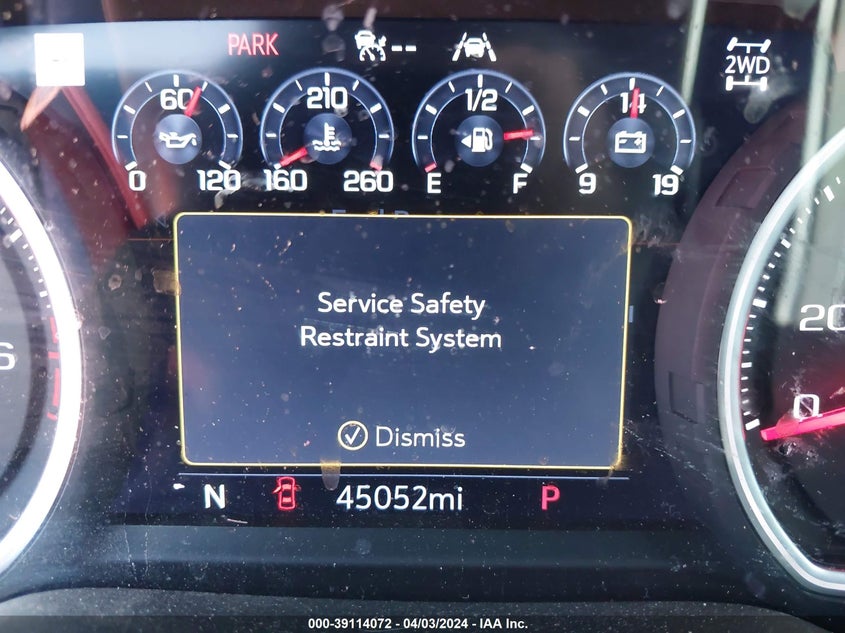 PARK
--
2WD
60
210
1/2
14
0 120 160 260 E F 9 19
Service Safety
Restraint System
Dismiss
6
20
0
N 45052mi P
000-39114072 / 04/03/2024 - IAA Inc.